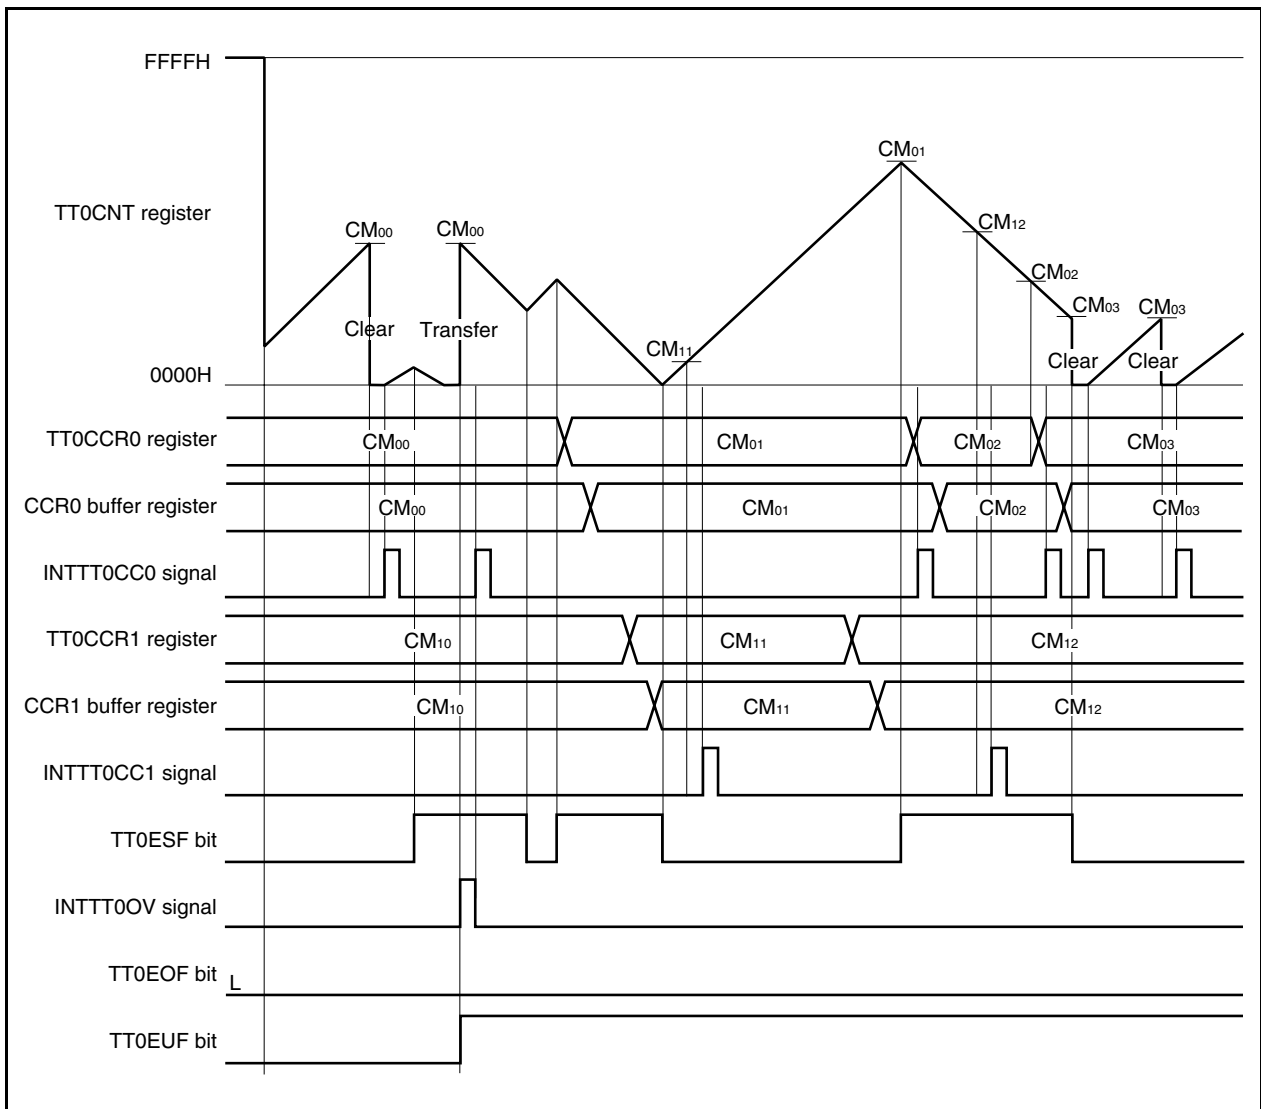 FFFFH
CM01
TT0CNT register
CM00
CM00
CM12
CM02
CM03
CM03
Clear
Transfer
CM11
Clear
Clear
0000H
TT0CCR0 register
CM00
CM01
CM02
CM03
CCR0 buffer register
CM00
CM01
CM02
CM03
INTTT0CC0 signal
TT0CCR1 register
CM10
CM11
CM12
CCR1 buffer register
CM10
CM11
CM12
INTTT0CC1 signal
TT0ESF bit
INTTT0OV signal
TT0EOF bit
L
TT0EUF bit